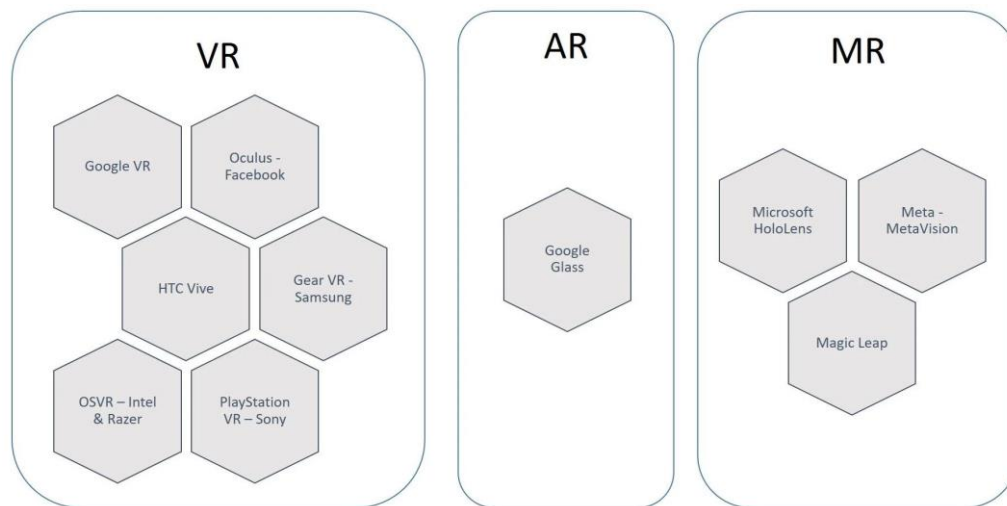 VR
Google VR
Oculus -
Facebook
HTC Vive
Gear VR -
Samsung
OSVR – Intel
& Razer
PlayStation
VR – Sony
AR
Google
Glass
MR
Microsoft
HoloLens
Meta -
MetaVision
Magic Leap